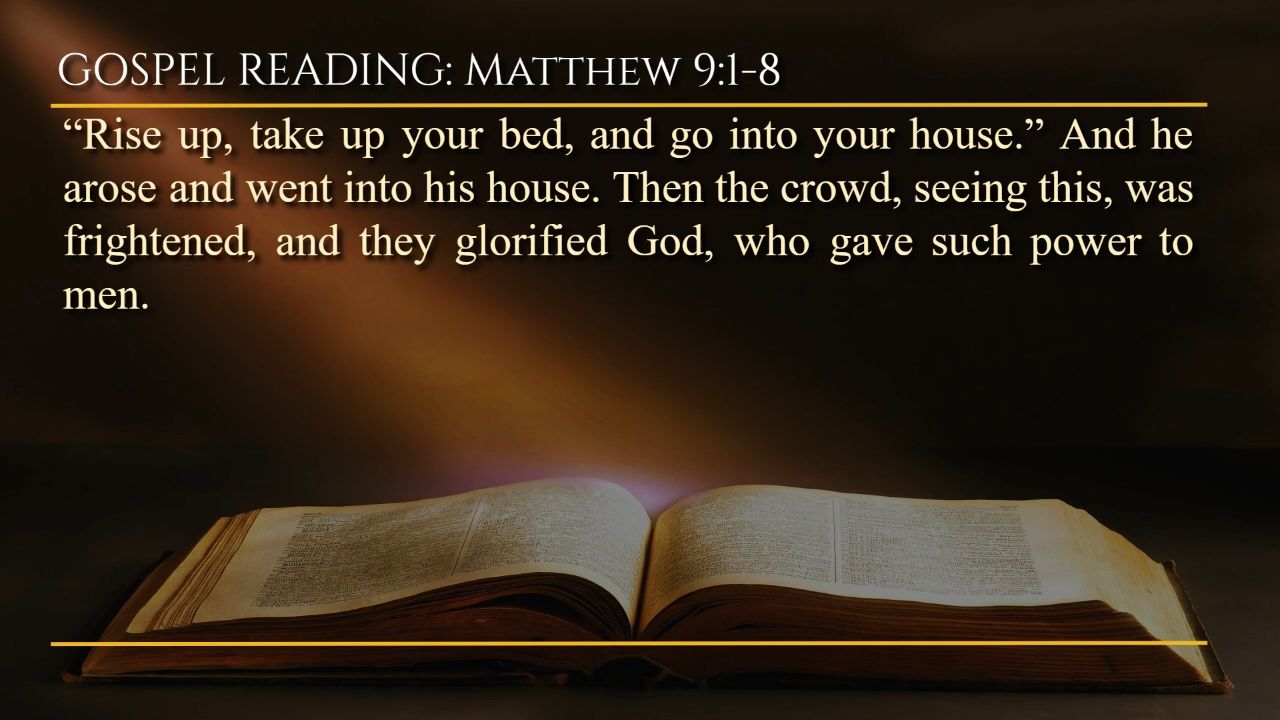 GOSPEL READING: MATTHEW 9:1-8
“Rise up, take up your bed, and go into your house.” And he
arose and went into his house. Then the crowd, seeing this, was
frightened, and they glorified God, who gave such power to
men.